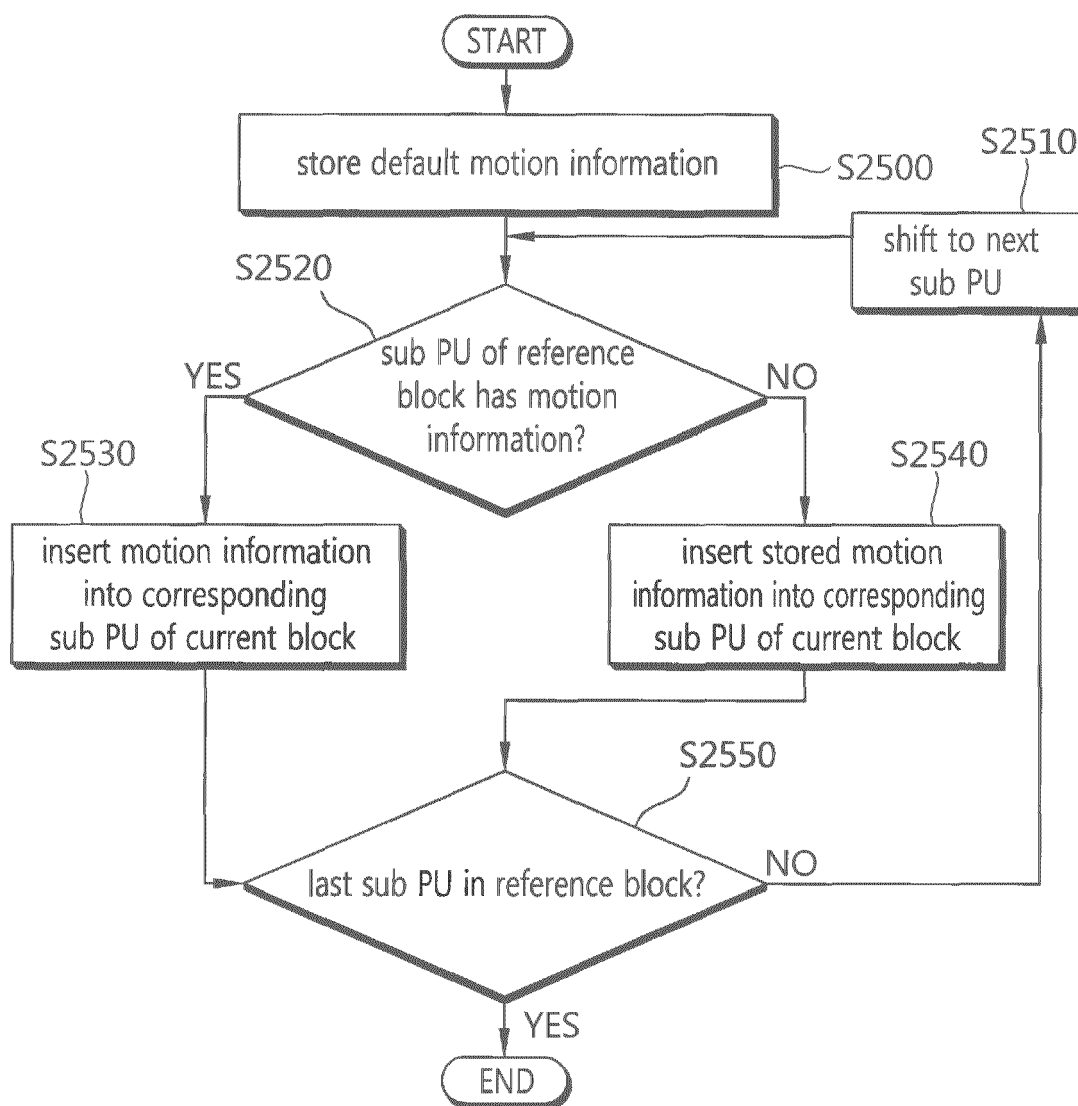 START
store default motion information
S2500
S2510
shift to next
sub PU
S2520
sub PU of reference
block has motion
information?
YES
NO
S2530
insert motion information
into corresponding
sub PU of current block
S2540
insert stored motion
information into corresponding
sub PU of current block
S2550
last sub PU in reference block?
NO
YES
END